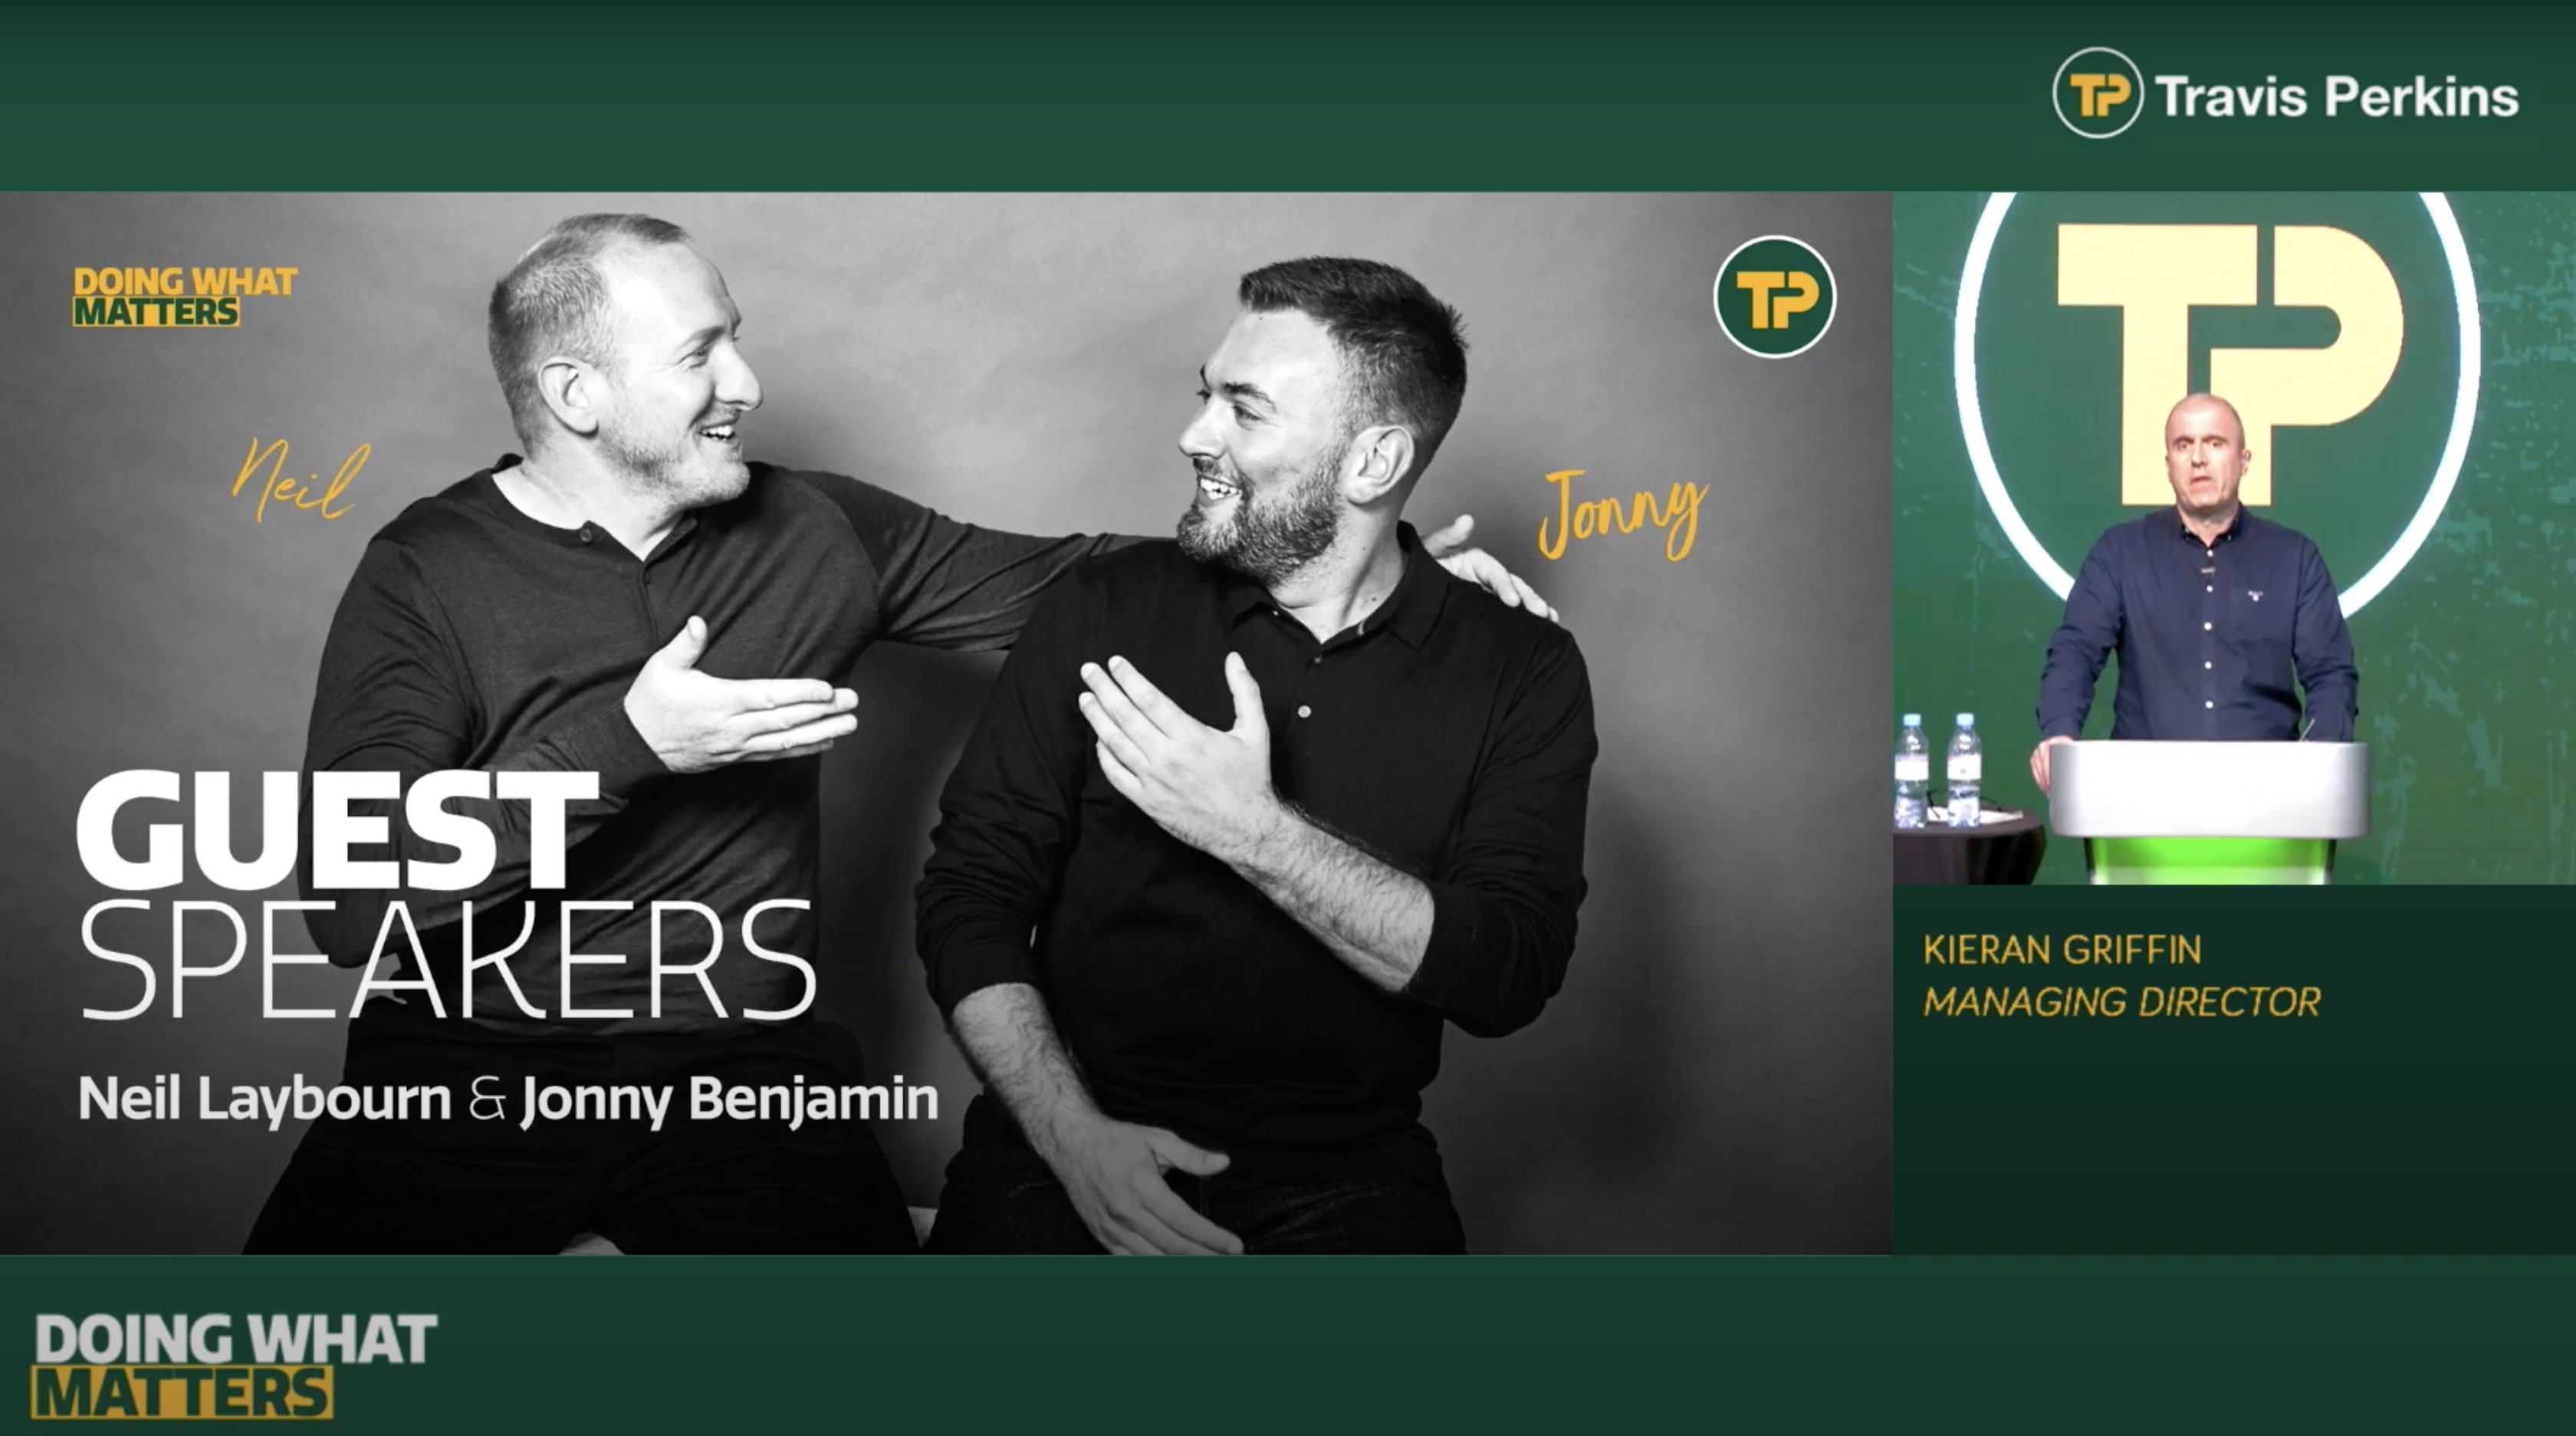 TP Travis Perkins
DOING WHAT
MATTERS
TP
Neil
Jonny
GUEST
SPEAKERS
Neil Laybourn & Jonny Benjamin
TP
KIERAN GRIFFIN
MANAGING DIRECTOR
DOING WHAT
MATTERS